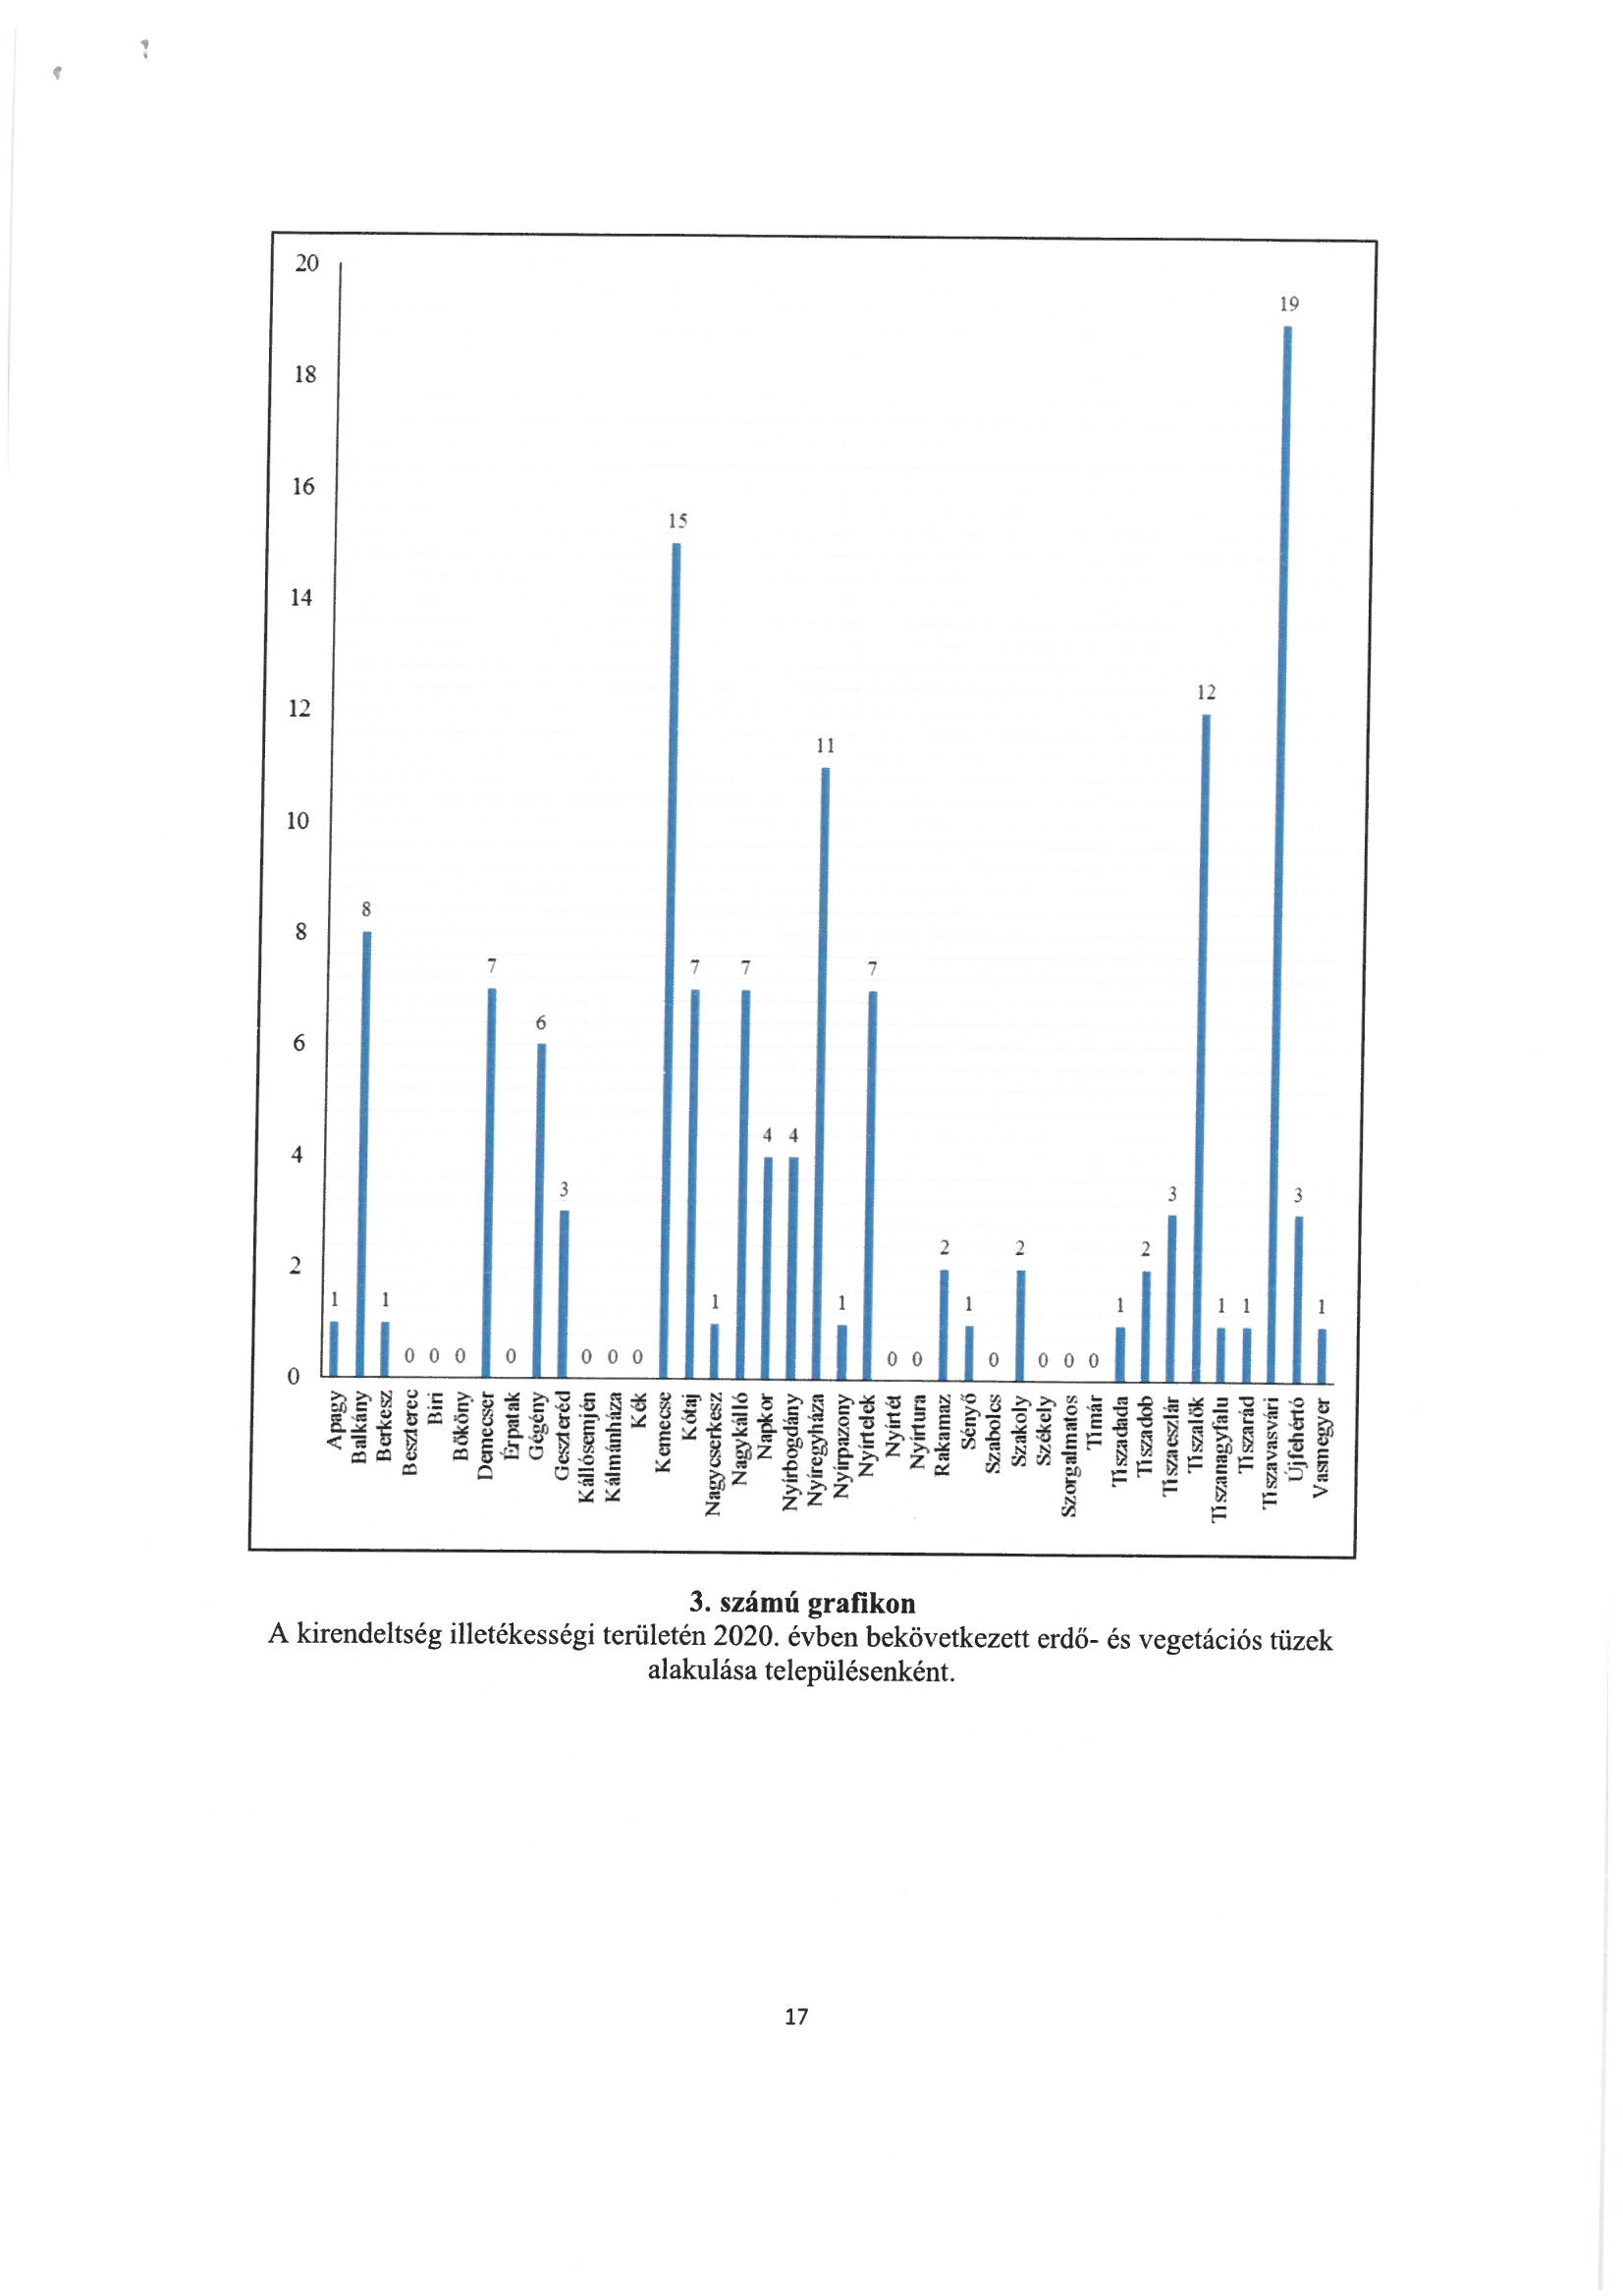 20
18
16
14
12
10
8
6
4
2
0
1
8
1
0
0
0
7
0
6
3
0
0
0
15
7
1
7
4
4
11
1
7
0
0
2
1
0
2
0
0
0
1
2
3
12
1
1
19
3
1
Apagy
Balkány
Berkesz
Beszterec
Biri
Bököny
Demecser
Érpatak
Gégény
Geszteréd
Kállósemjén
Kálmánháza
Kék
Kemecse
Kótaj
Nagycserkesz
Nagykálló
Napkor
Nyírbogdány
Nyíregyháza
Nyírpazony
Nyírtelek
Nyírtét
Nyírtura
Rakamaz
Sényő
Szabolcs
Szakoly
Székely
Szorgalmatos
Timár
Tiszadada
Tiszadob
Tiszaeszlár
Tiszalök
Tiszanagyfalu
Tiszarád
Tiszavasvári
Újfehértó
Vasmegyer
3. számú grafikon
A kirendeltség illetékességi területén 2020. évben bekövetkezett erdő- és vegetációs tüzek
alakulása településenként.
17